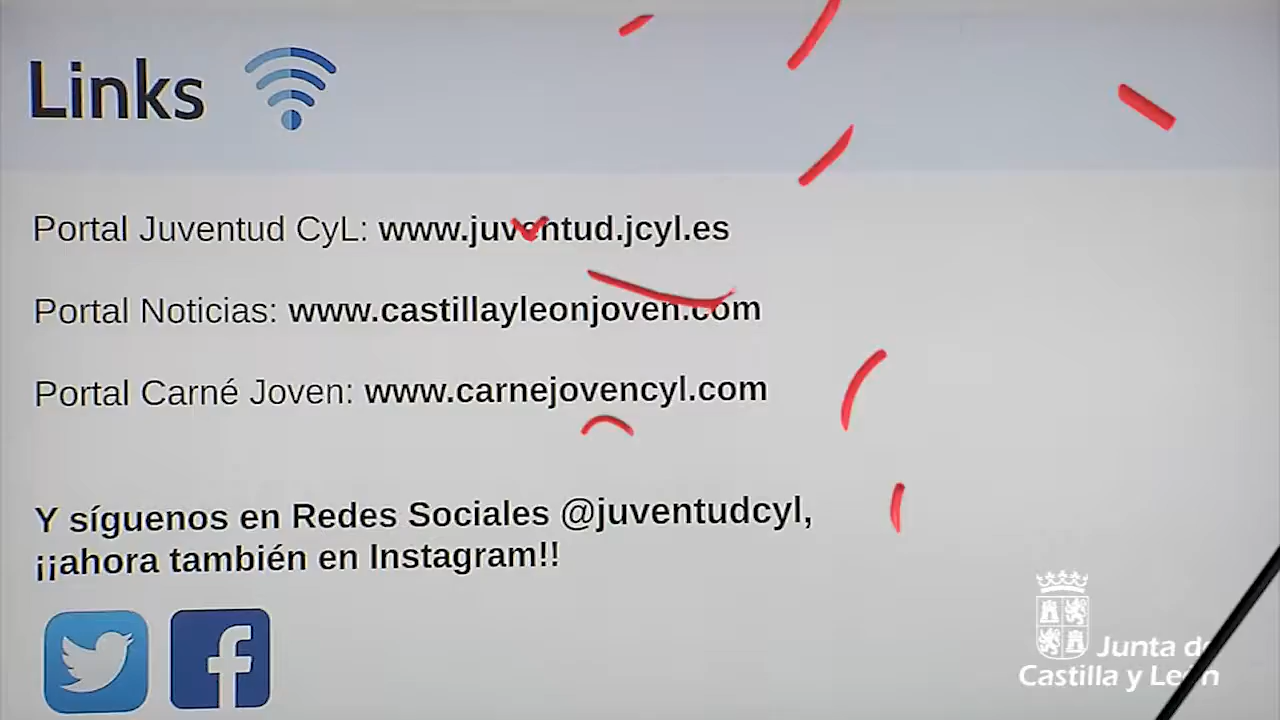 Links
Portal Juventud CyL: www.juventud.jcyl.es
Portal Noticias: www.castillayleonjoven.com
Portal Carné Joven: www.carnejovencyl.com
Y síguenos en Redes Sociales @juventudcyl,
¡¡ahora también en Instagram!!
Junta de
Castilla y León